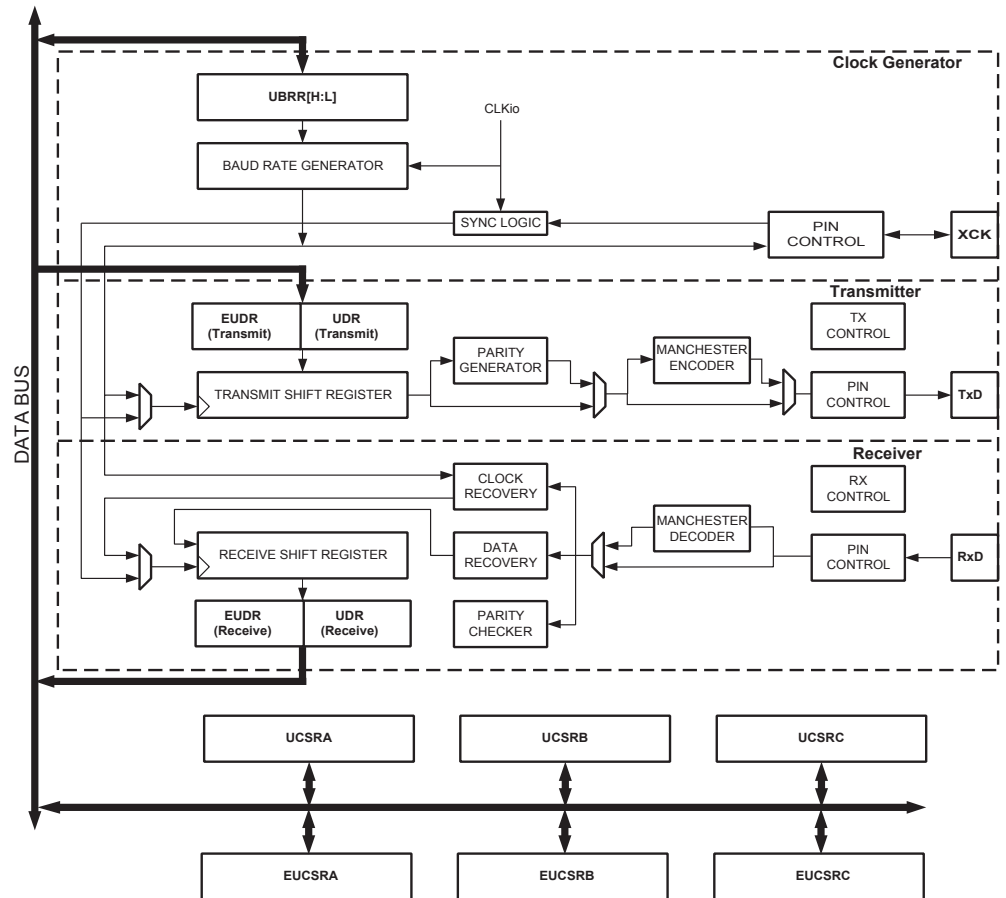 Clock Generator
UBRR[H:L]
CLKio
BAUD RATE GENERATOR
SYNC LOGIC
PIN
CONTROL
XCK
Transmitter
EUDR
(Transmit)
UDR
(Transmit)
TX
CONTROL
PARITY
GENERATOR
MANCHESTER
ENCODER
TRANSMIT SHIFT REGISTER
PIN
CONTROL
TxD
DATA BUS
Receiver
CLOCK
RECOVERY
RX
CONTROL
MANCHESTER
DECODER
RECEIVE SHIFT REGISTER
DATA
RECOVERY
PIN
CONTROL
RxD
EUDR
(Receive)
UDR
(Receive)
PARITY
CHECKER
UCSRA
UCSRB
UCSRC
EUCSRA
EUCSRB
EUCSRC